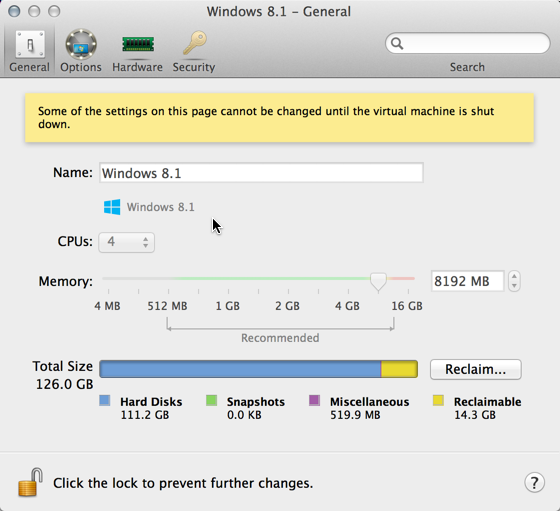 Windows 8.1 – General
General Options Hardware Security Search
Some of the settings on this page cannot be changed until the virtual machine is shut
down.
Name: Windows 8.1
Windows 8.1
CPUs: 4
Memory: 8192 MB
4 MB 512 MB 1 GB 2 GB 4 GB 16 GB
Recommended
Total Size Reclaim...
126.0 GB
Hard Disks Snapshots Miscellaneous Reclaimable
111.2 GB 0.0 KB 519.9 MB 14.3 GB
Click the lock to prevent further changes. ?